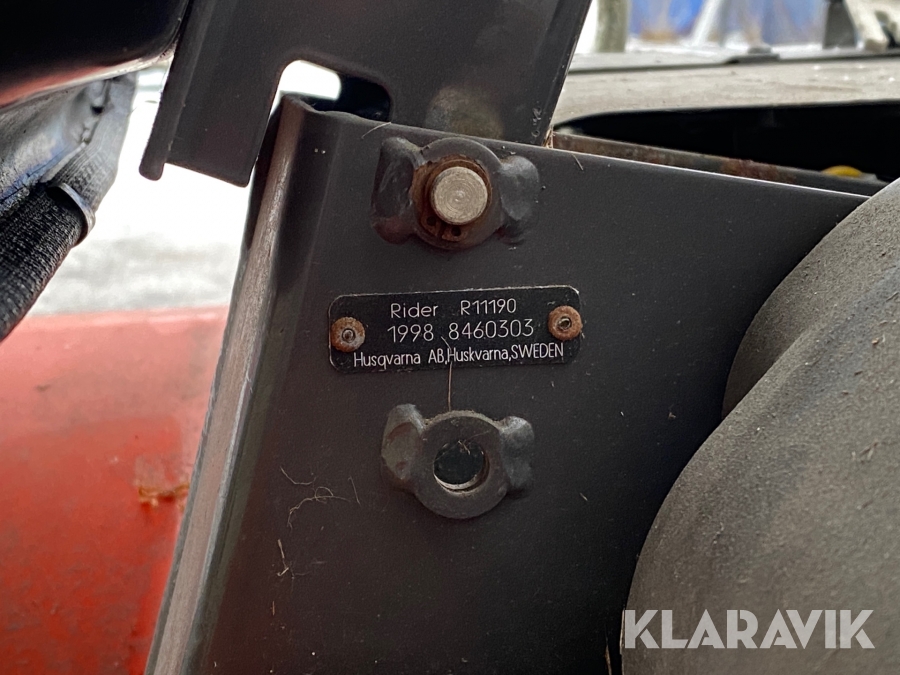 Rider R11190
1998 8460303
Husqvarna AB,Huskvarna,SWEDEN
KLARAVIK